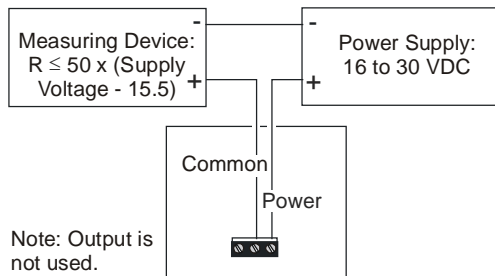 Measuring Device:
R ≤ 50 x (Supply
Voltage - 15.5)
-
+
-
+
Power Supply:
16 to 30 VDC
Common
Power
Note: Output is
not used.